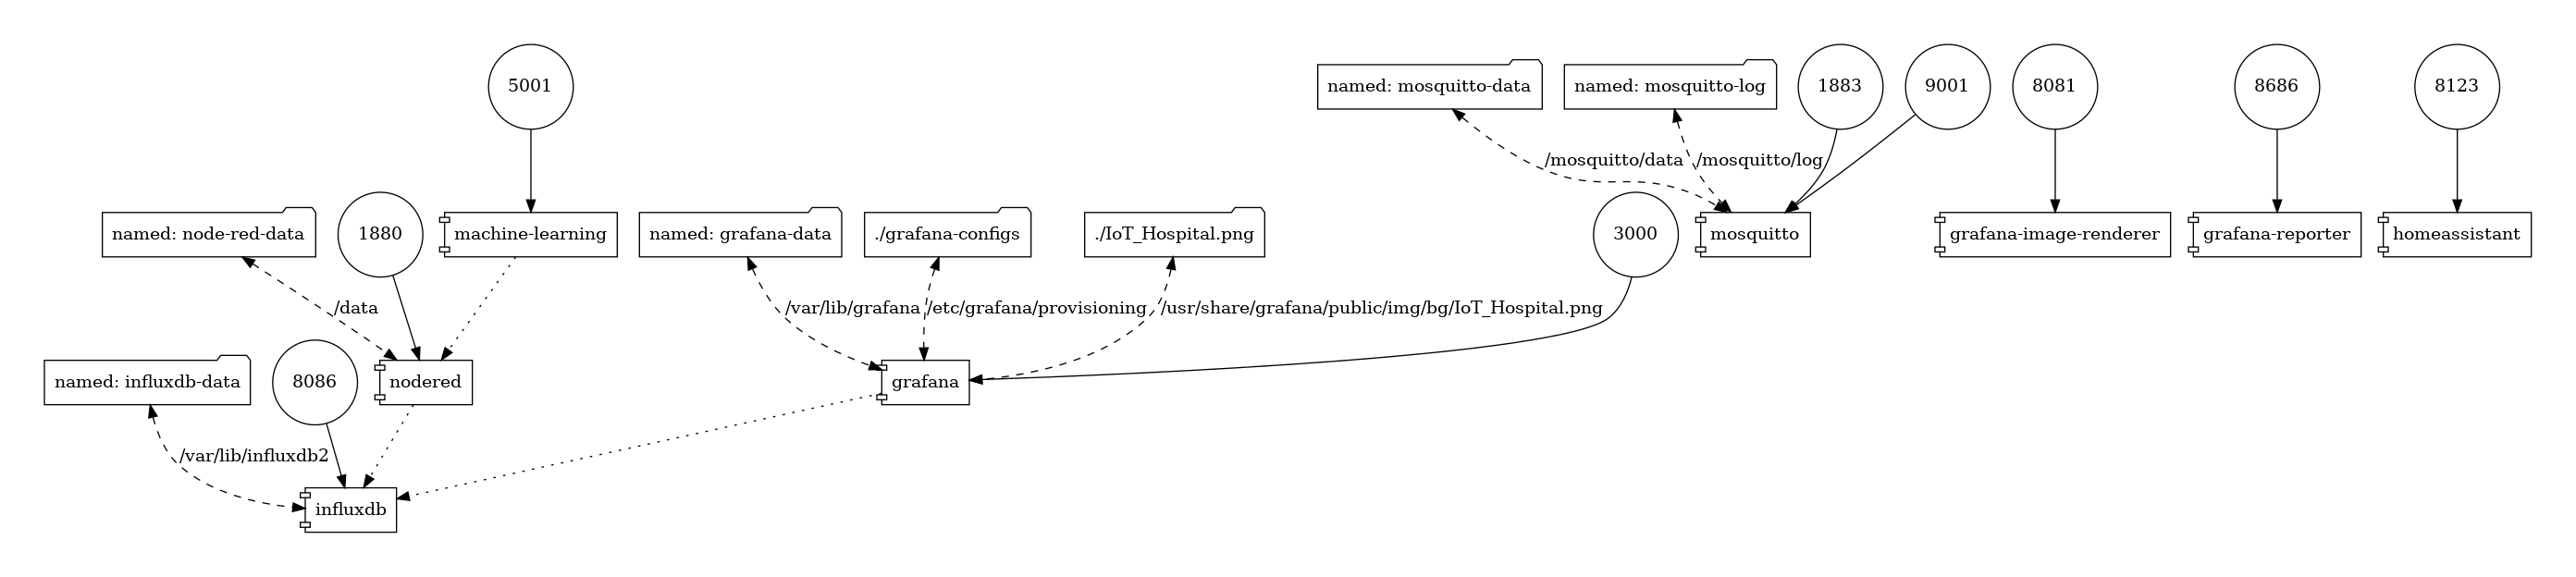 5001
named: mosquitto-data
named: mosquitto-log
1883
9001
8081
8686
8123
/mosquitto/data
/mosquitto/log
named: node-red-data
1880
machine-learning
named: grafana-data
./grafana-configs
./IoT_Hospital.png
3000
mosquitto
grafana-image-renderer
grafana-reporter
homeassistant
/data
/var/lib/grafana
/etc/grafana/provisioning
/usr/share/grafana/public/img/bg/IoT_Hospital.png
named: influxdb-data
8086
nodered
grafana
/var/lib/influxdb2
influxdb